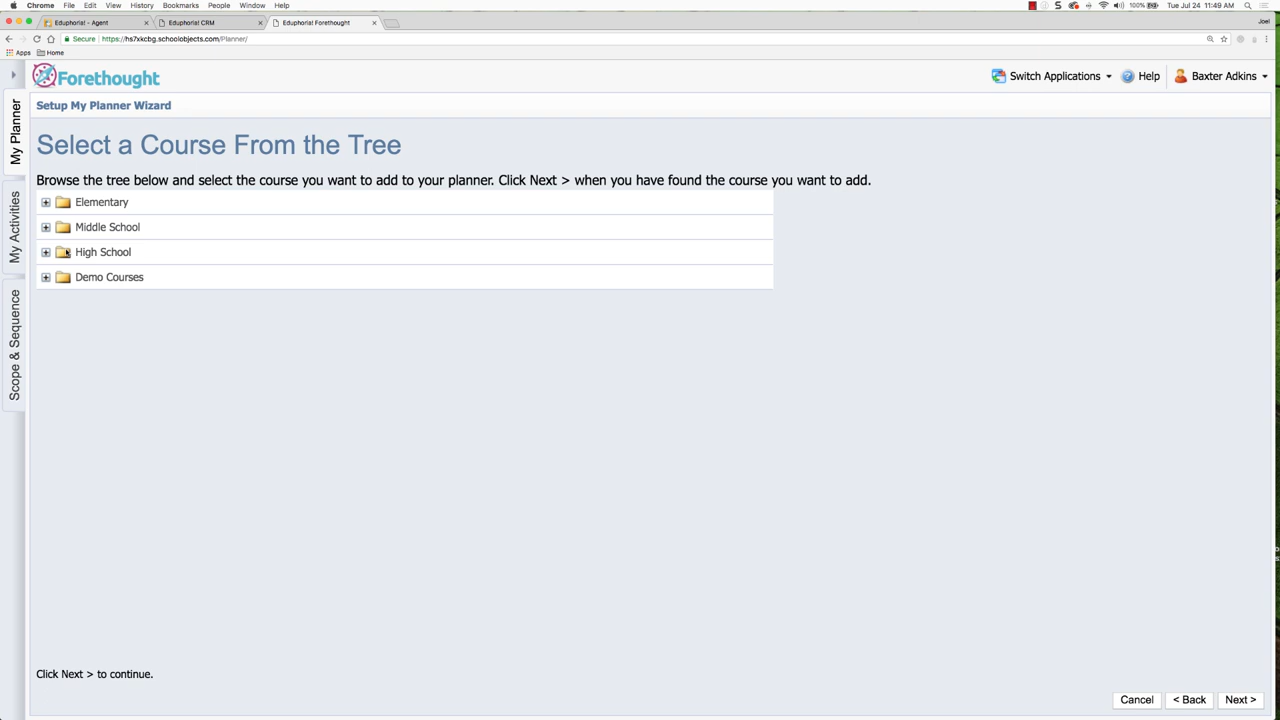 Chrome File Edit View History Bookmarks People Window Help 100% Tue Jul 24 11:49 AM
Eduphoria! - Agent Eduphoria! CRM Eduphoria! Forethought Joel
Secure https://hs7xkcbg.schoolobjects.com/Planner/
Apps Home
Forethought Switch Applications Help Baxter Adkins
Setup My Planner Wizard
My Planner
My Activities
Scope & Sequence
Select a Course From the Tree
Browse the tree below and select the course you want to add to your planner. Click Next > when you have found the course you want to add.
Elementary
Middle School
High School
Demo Courses
Click Next > to continue.
Cancel < Back Next >